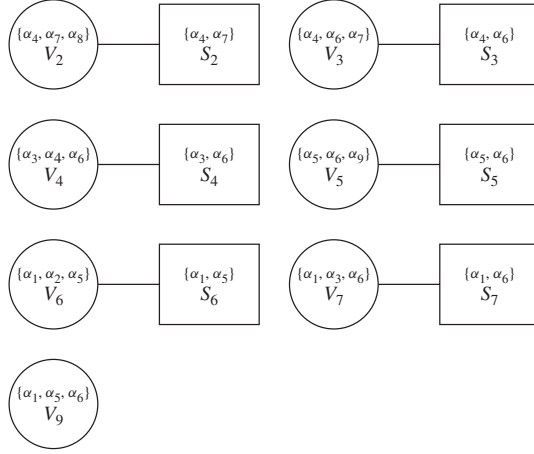 {α₄, α₇, α₈} {α₄, α₇} {α₄, α₆, α₇} {α₄, α₆}
V₂ S₂ V₃ S₃
{α₃, α₄, α₆} {α₃, α₆} {α₅, α₆, α₉} {α₅, α₆}
V₄ S₄ V₅ S₅
{α₁, α₂, α₅} {α₁, α₅} {α₁, α₃, α₆} {α₁, α₆}
V₆ S₆ V₇ S₇
{α₁, α₅, α₆}
V₉